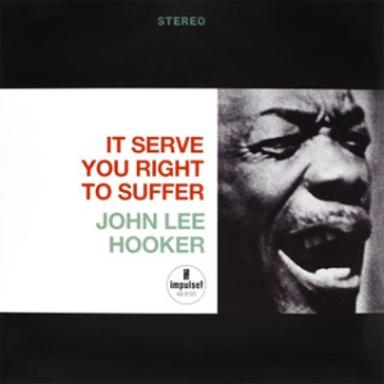 STEREO
IT SERVE
YOU RIGHT
TO SUFFER
JOHN LEE
HOOKER
impulse!